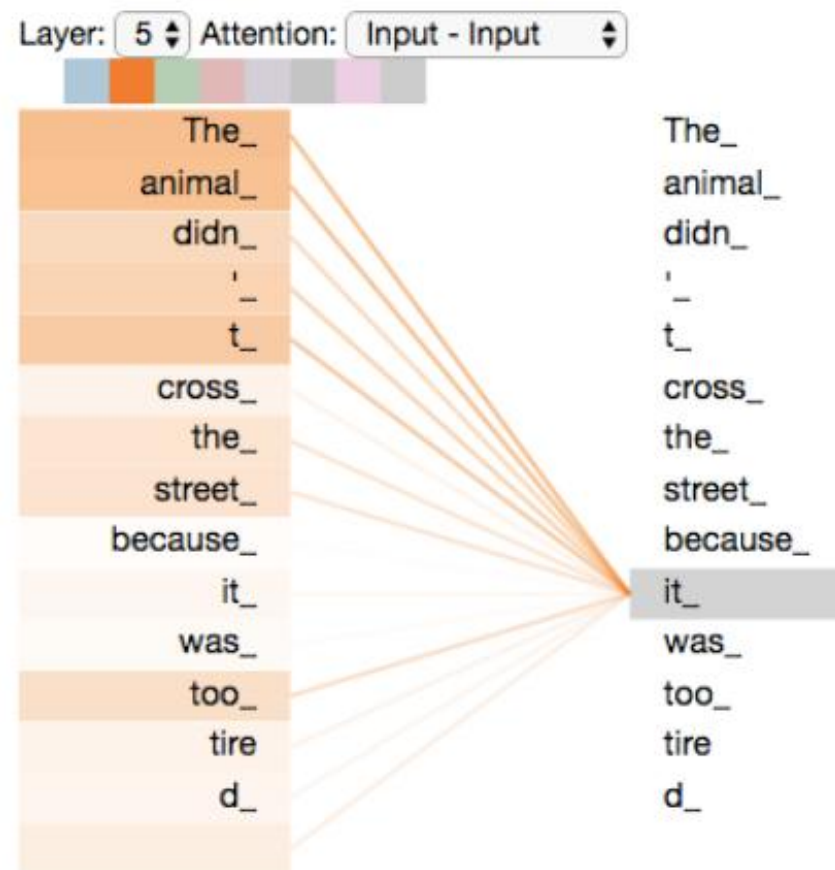 Layer: 5 Attention: Input - Input
The_ The_
animal_ animal_
didn_ didn_
'_ '_
t_ t_
cross_ cross_
the_ the_
street_ street_
because_ because_
it_ it_
was_ was_
too_ too_
tire tire
d_ d_